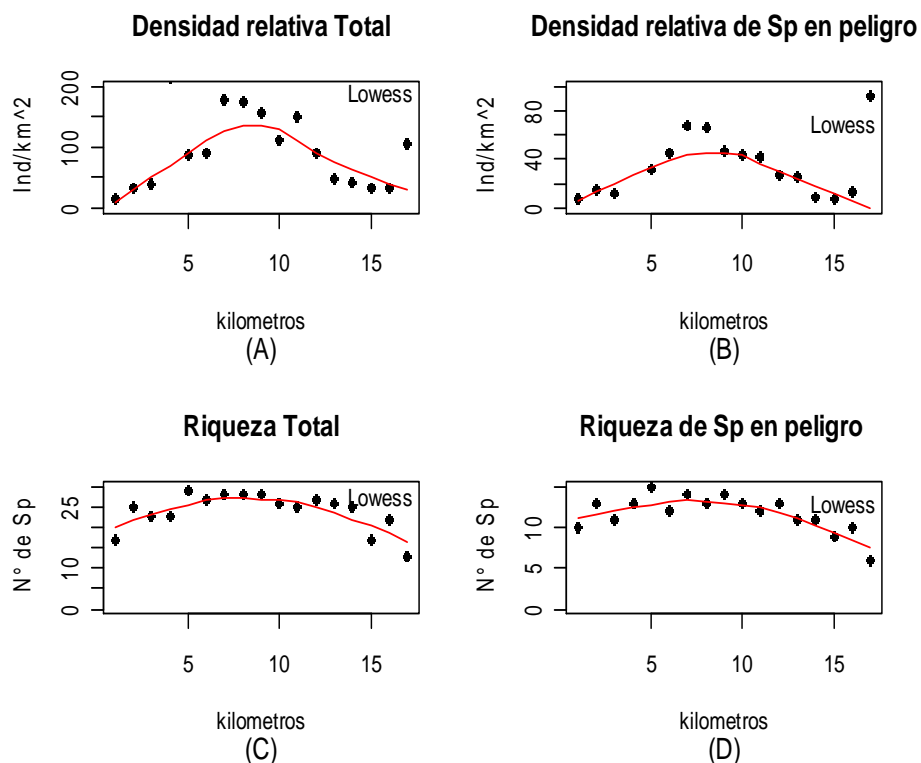 Densidad relativa Total
Ind/km^2
200
100
0
Lowess
5 10 15
kilometros
(A)
Densidad relativa de Sp en peligro
Ind/km^2
80
40
0
Lowess
5 10 15
kilometros
(B)
Riqueza Total
N° de Sp
25
10
0
Lowess
5 10 15
kilometros
(C)
Riqueza de Sp en peligro
N° de Sp
10
5
0
Lowess
5 10 15
kilometros
(D)